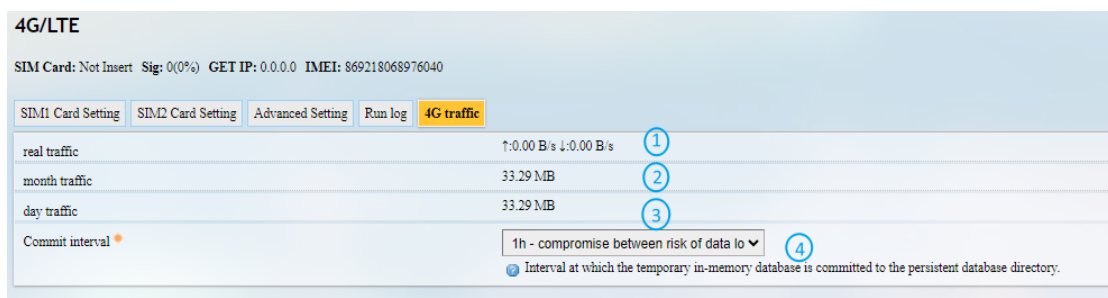 4G/LTE
SIM Card: Not Insert Sig: 0(0%) GET IP: 0.0.0.0 IMEI: 869218068976040
SIM1 Card Setting SIM2 Card Setting Advanced Setting Run log 4G traffic
real traffic ↑:0.00 B/s ↓:0.00 B/s 1
month traffic 33.29 MB 2
day traffic 33.29 MB 3
Commit interval 1h - compromise between risk of data lo 4
Interval at which the temporary in-memory database is committed to the persistent database directory.